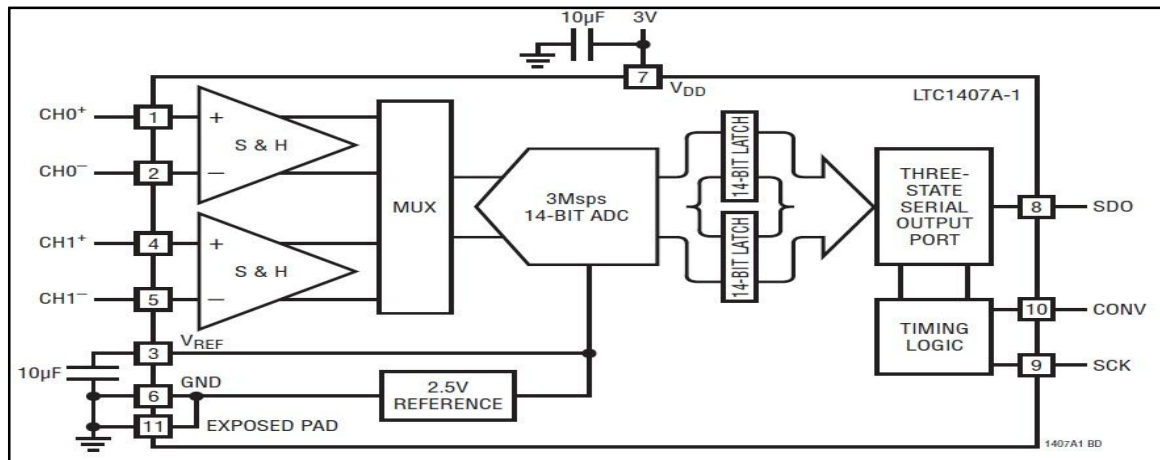 10µF
3V
7
VDD
LTC1407A-1
CH0+
1
+
S & H
CH0–
2
–
MUX
3Msps
14-BIT ADC
14-BIT LATCH
14-BIT LATCH
THREE-
STATE
SERIAL
OUTPUT
PORT
8
SDO
CH1+
4
+
S & H
CH1–
5
–
10
CONV
TIMING
LOGIC
9
SCK
3
VREF
10µF
6
GND
2.5V
REFERENCE
11
EXPOSED PAD
1407A1 BD